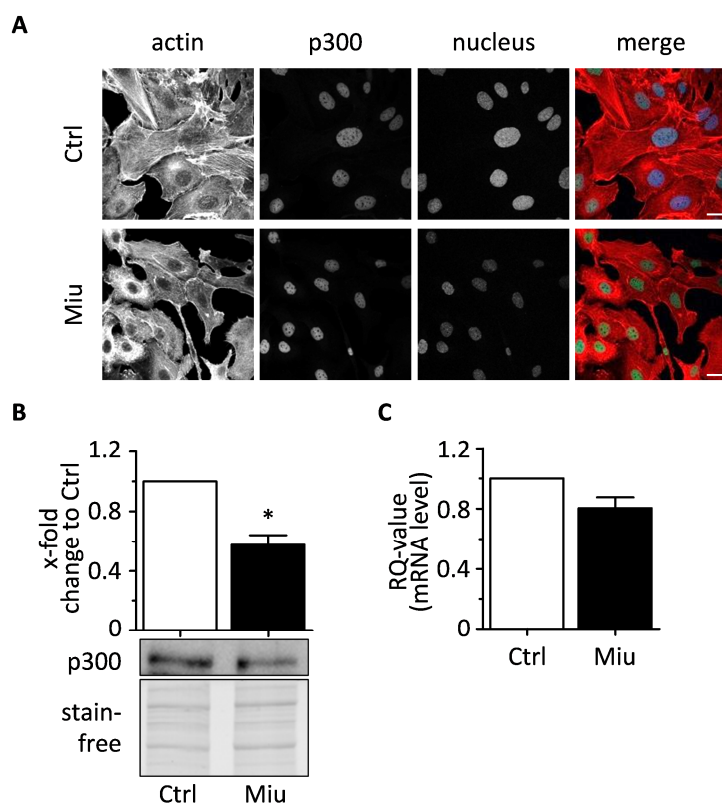 A
actin p300 nucleus merge
Ctrl
Miu
B
x-fold
change to Ctrl
1.2
0.8
0.4
0
*
p300
stain-
free
Ctrl Miu
C
RQ-value
(mRNA level)
1.2
0.8
0.4
0
Ctrl Miu